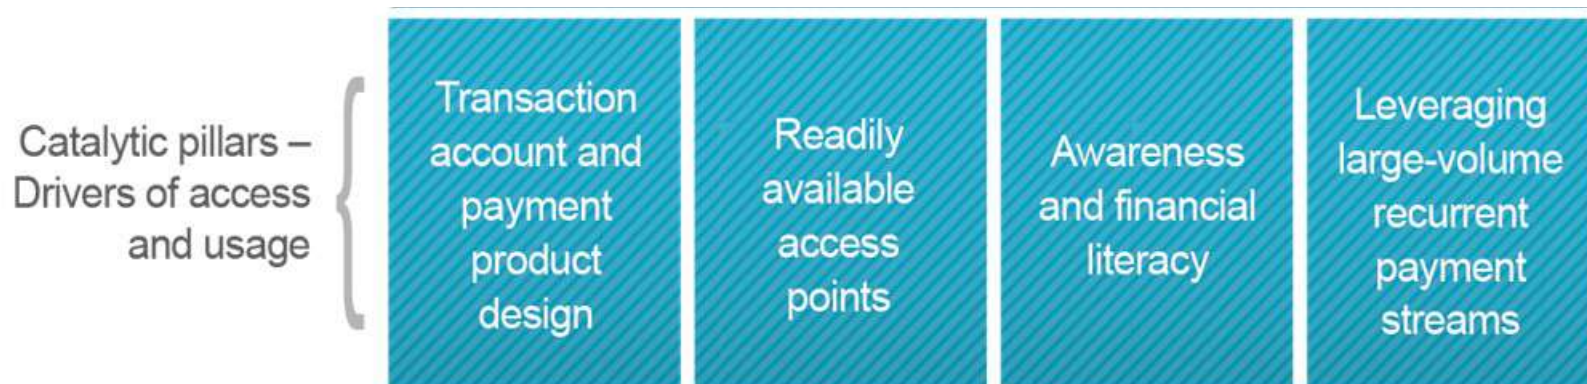 Catalytic pillars –
Drivers of access
and usage
Transaction
account and
payment
product
design
Readily
available
access
points
Awareness
and financial
literacy
Leveraging
large-volume
recurrent
payment
streams